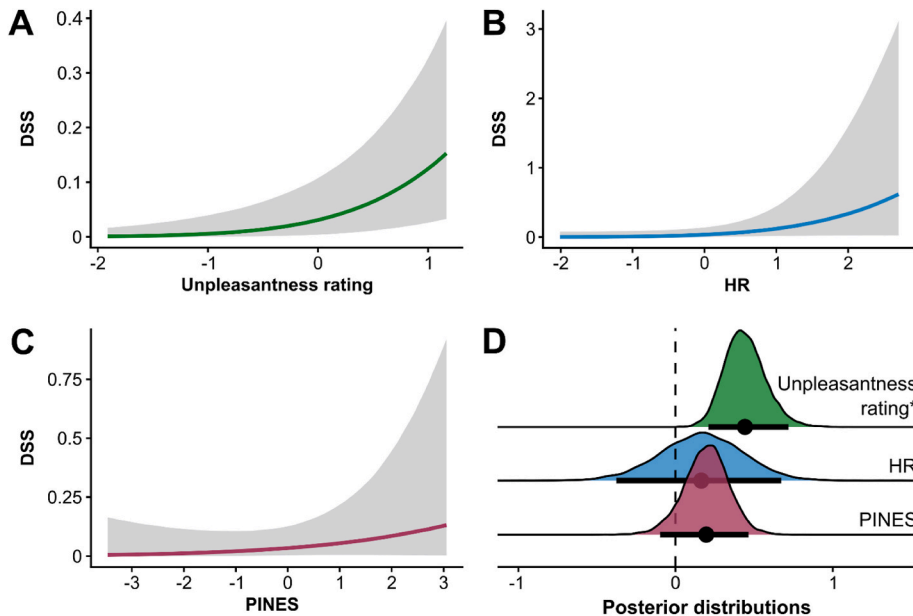 A
0.4
0.3
0.2
0.1
0
DSS
-2
-1
0
1
Unpleasantness rating
B
3
2
1
0
DSS
-2
-1
0
1
2
HR
C
0.75
0.5
0.25
0
DSS
-3
-2
-1
0
1
2
3
PINES
D
Unpleasantness
rating*
HR
PINES
-1
0
1
Posterior distributions